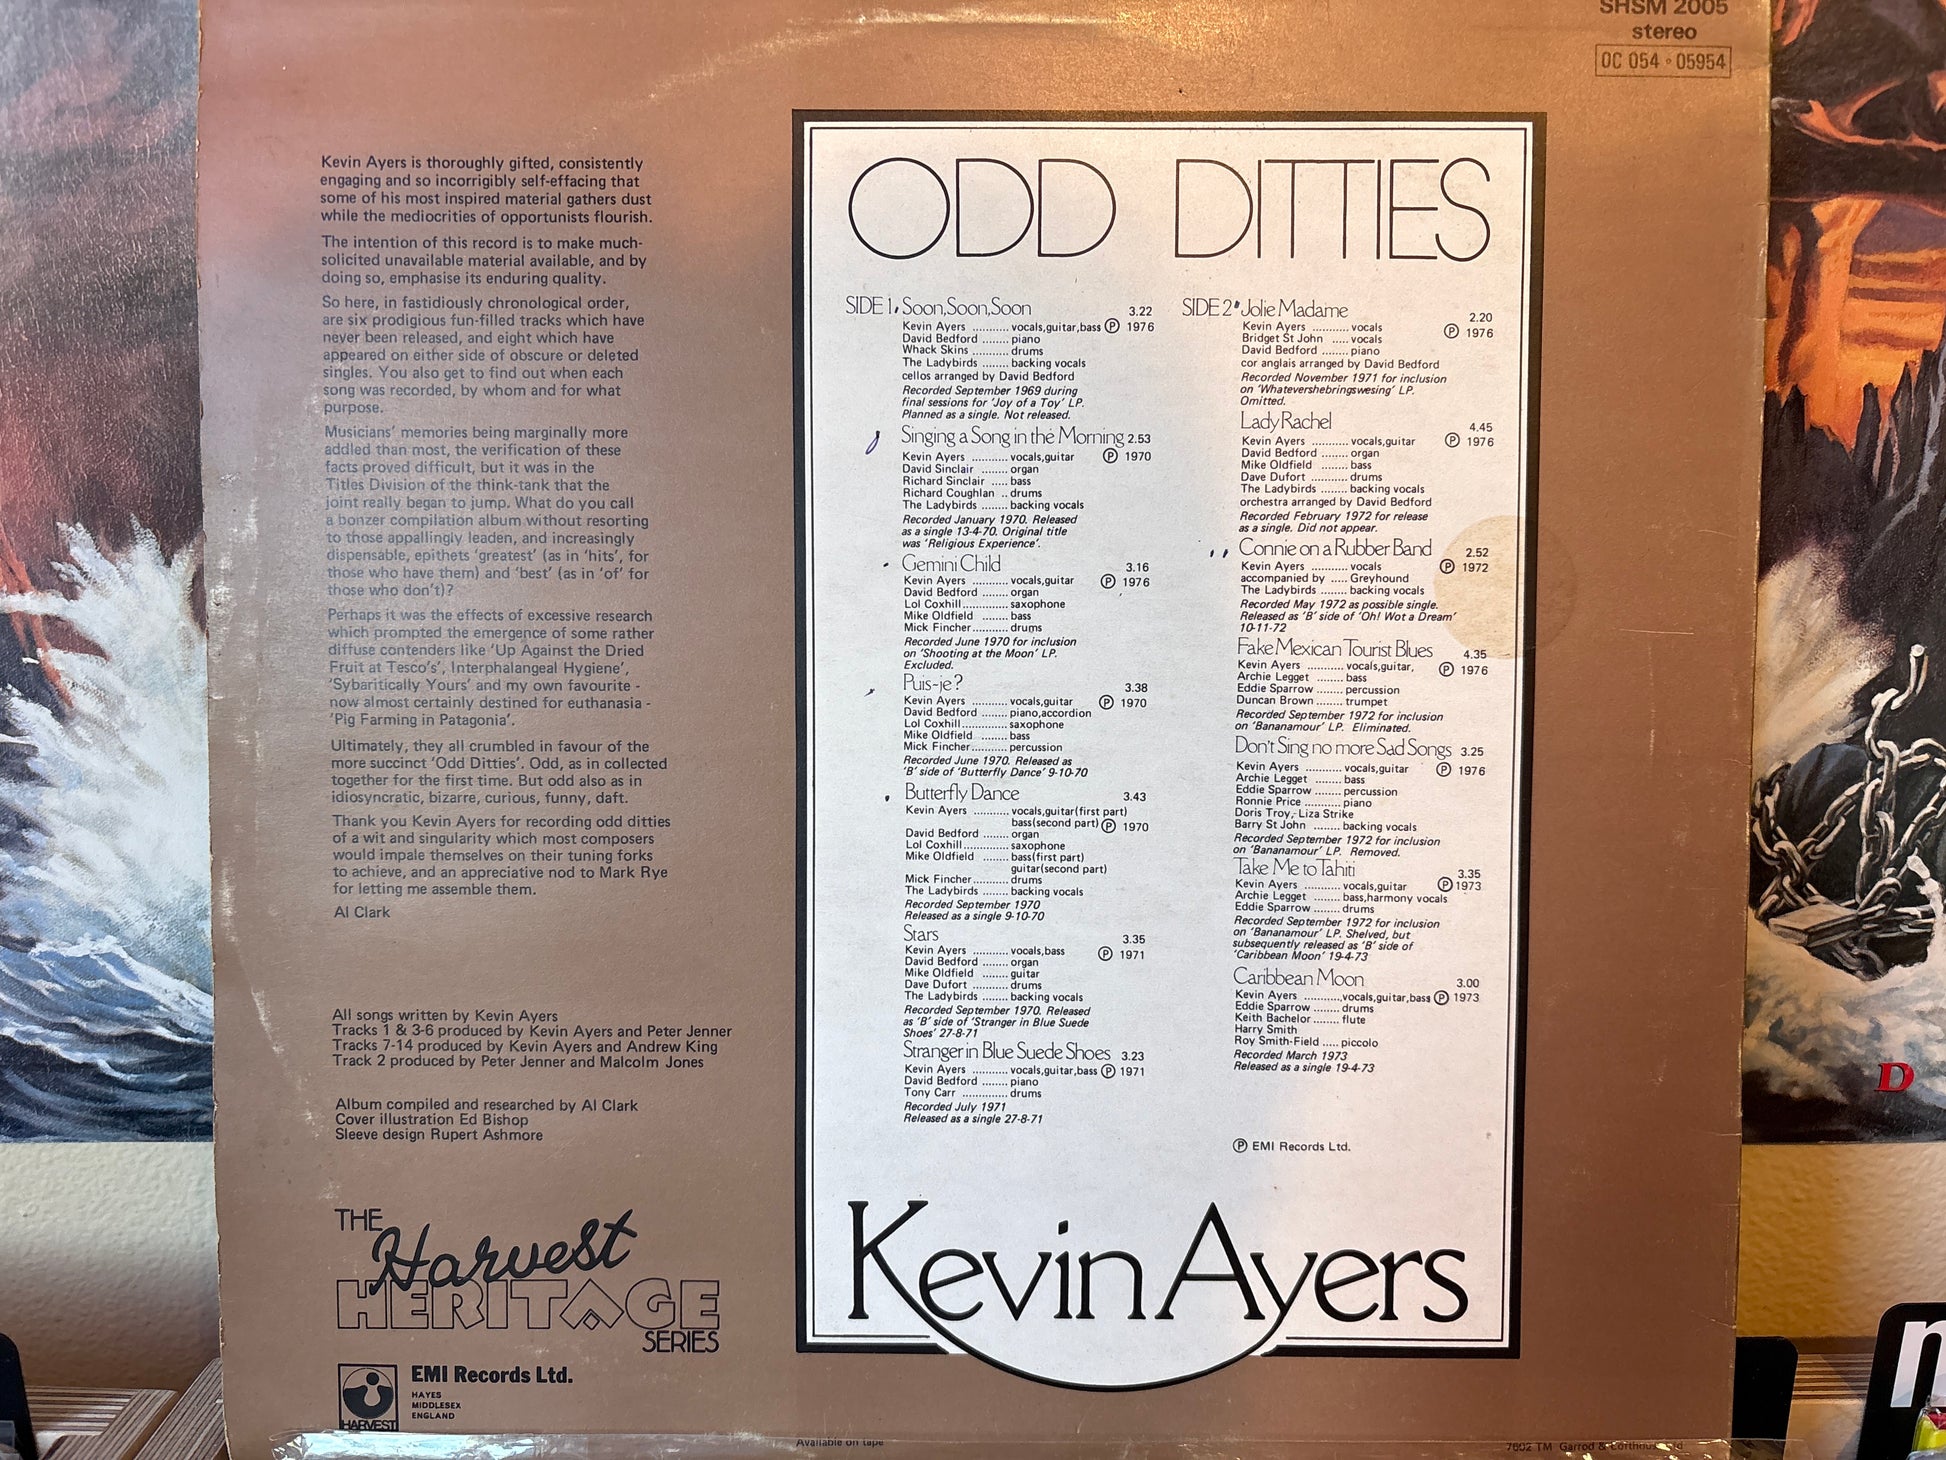 SHSM 2005
stereo
OC 054 · 05954
Kevin Ayers is thoroughly gifted, consistently
engaging and so incorrigibly self-effacing that
some of his most inspired material gathers dust
while the mediocrities of opportunists flourish.
The intention of this record is to make much-
solicited unavailable material available, and by
doing so, emphasise its enduring quality.
So here, in fastidiously chronological order,
are six prodigious fun-filled tracks which have
never been released, and eight which have
appeared on either side of obscure or deleted
singles. You also get to find out when each
song was recorded, by whom and for what
purpose.
Musicians' memories being marginally more
addled than most, the verification of these
facts proved difficult, but it was in the
Titles Division of the think-tank that the
joint really began to jump. What do you call
a bonzer compilation album without resorting
to those appallingly leaden, and increasingly
dispensable, epithets 'greatest' (as in 'hits', for
those who have them) and 'best' (as in 'of' for
those who don't)?
Perhaps it was the effects of excessive research
which prompted the emergence of some rather
diffuse contenders like 'Up Against the Dried
Fruit at Tesco's', Interphalangeal Hygiene',
'Sybaritically Yours' and my own favourite -
now almost certainly destined for euthanasia -
'Pig Farming in Patagonia'.
Ultimately, they all crumbled in favour of the
more succinct 'Odd Ditties'. Odd, as in collected
together for the first time. But odd also as in
idiosyncratic, bizarre, curious, funny, daft.
Thank you Kevin Ayers for recording odd ditties
of a wit and singularity which most composers
would impale themselves on their tuning forks
to achieve, and an appreciative nod to Mark Rye
for letting me assemble them.
Al Clark
All songs written by Kevin Ayers
Tracks 1 & 3-6 produced by Kevin Ayers and Peter Jenner
Tracks 7-14 produced by Kevin Ayers and Andrew King
Track 2 produced by Peter Jenner and Malcolm Jones
Album compiled and researched by Al Clark
Cover illustration Ed Bishop
Sleeve design Rupert Ashmore
THE
Harvest
HERITAGE
SERIES
HARVEST
EMI Records Ltd.
HAYES
MIDDLESEX
ENGLAND
ODD DITTIES
SIDE 1 Soon, Soon, Soon 3.22
Kevin Ayers ........... vocals,guitar,bass Ⓟ 1976
David Bedford ........ piano
Whack Skins ........... drums
The Ladybirds ........ backing vocals
cellos arranged by David Bedford
Recorded September 1969 during
final sessions for 'Joy of a Toy' LP.
Planned as a single. Not released.
Singing a Song in the Morning 2.53
Kevin Ayers ........... vocals,guitar Ⓟ 1970
David Sinclair ........ organ
Richard Sinclair ..... bass
Richard Coughlan .. drums
The Ladybirds ........ backing vocals
Recorded January 1970. Released
as a single 13-4-70. Original title
was 'Religious Experience'.
Gemini Child 3.16
Kevin Ayers ........... vocals,guitar Ⓟ 1976
David Bedford ........ organ
Lol Coxhill.............. saxophone
Mike Oldfield ........ bass
Mick Fincher........... drums
Recorded June 1970 for inclusion
on 'Shooting at the Moon' LP.
Excluded.
Puis-je? 3.38
Kevin Ayers ........... vocals,guitar Ⓟ 1970
David Bedford ........ piano,accordion
Lol Coxhill.............. saxophone
Mike Oldfield ........ bass
Mick Fincher........... percussion
Recorded June 1970. Released as
'B' side of 'Butterfly Dance' 9-10-70
Butterfly Dance 3.43
Kevin Ayers ........... vocals,guitar(first part)
bass(second part) Ⓟ 1970
David Bedford ........ organ
Lol Coxhill.............. saxophone
Mike Oldfield ........ bass(first part)
guitar(second part)
Mick Fincher........... drums
The Ladybirds ........ backing vocals
Recorded September 1970
Released as a single 9-10-70
Stars 3.35
Kevin Ayers ........... vocals,bass Ⓟ 1971
David Bedford ........ organ
Mike Oldfield ........ guitar
Dave Dufort ............ drums
The Ladybirds ........ backing vocals
Recorded September 1970. Released
as 'B' side of 'Stranger in Blue Suede
Shoes' 27-8-71
Stranger in Blue Suede Shoes 3.23
Kevin Ayers ........... vocals,guitar,bass Ⓟ 1971
David Bedford ........ piano
Tony Carr .............. drums
Recorded July 1971
Released as a single 27-8-71
SIDE 2 Jolie Madame 2.20
Kevin Ayers ........... vocals Ⓟ 1976
Bridget St John ..... vocals
David Bedford ........ piano
cor anglais arranged by David Bedford
Recorded November 1971 for inclusion
on 'Whatevershebringswesing' LP.
Omitted.
Lady Rachel 4.45
Kevin Ayers ........... vocals,guitar Ⓟ 1976
David Bedford ........ organ
Mike Oldfield ........ bass
Dave Dufort ............ drums
The Ladybirds ........ backing vocals
orchestra arranged by David Bedford
Recorded February 1972 for release
as a single. Did not appear.
Connie on a Rubber Band 2.52
Kevin Ayers ........... vocals Ⓟ 1972
accompanied by ..... Greyhound
The Ladybirds ........ backing vocals
Recorded May 1972 as possible single.
Released as 'B' side of 'Oh! Wot a Dream'
10-11-72
Fake Mexican Tourist Blues 4.35
Kevin Ayers ........... vocals,guitar, Ⓟ 1976
Archie Legget ........ bass
Eddie Sparrow ........ percussion
Duncan Brown ........ trumpet
Recorded September 1972 for inclusion
on 'Bananamour' LP. Eliminated.
Don't Sing no more Sad Songs 3.25
Kevin Ayers ........... vocals,guitar Ⓟ 1976
Archie Legget ........ bass
Eddie Sparrow ........ percussion
Ronnie Price ........... piano
Doris Troy, Liza Strike
Barry St John ........ backing vocals
Recorded September 1972 for inclusion
on 'Bananamour' LP. Removed.
Take Me to Tahiti 3.35
Kevin Ayers ........... vocals,guitar Ⓟ 1973
Archie Legget ........ bass,harmony vocals
Eddie Sparrow ........ drums
Recorded September 1972 for inclusion
on 'Bananamour' LP. Shelved, but
subsequently released as 'B' side of
'Caribbean Moon' 19-4-73
Caribbean Moon 3.00
Kevin Ayers ........... vocals,guitar,bass Ⓟ 1973
Eddie Sparrow ........ drums
Keith Bachelor ........ flute
Harry Smith
Roy Smith-Field ..... piccolo
Recorded March 1973
Released as a single 19-4-73
Ⓟ EMI Records Ltd.
Kevin Ayers
Available on tape
7602 TM Garrod &
D